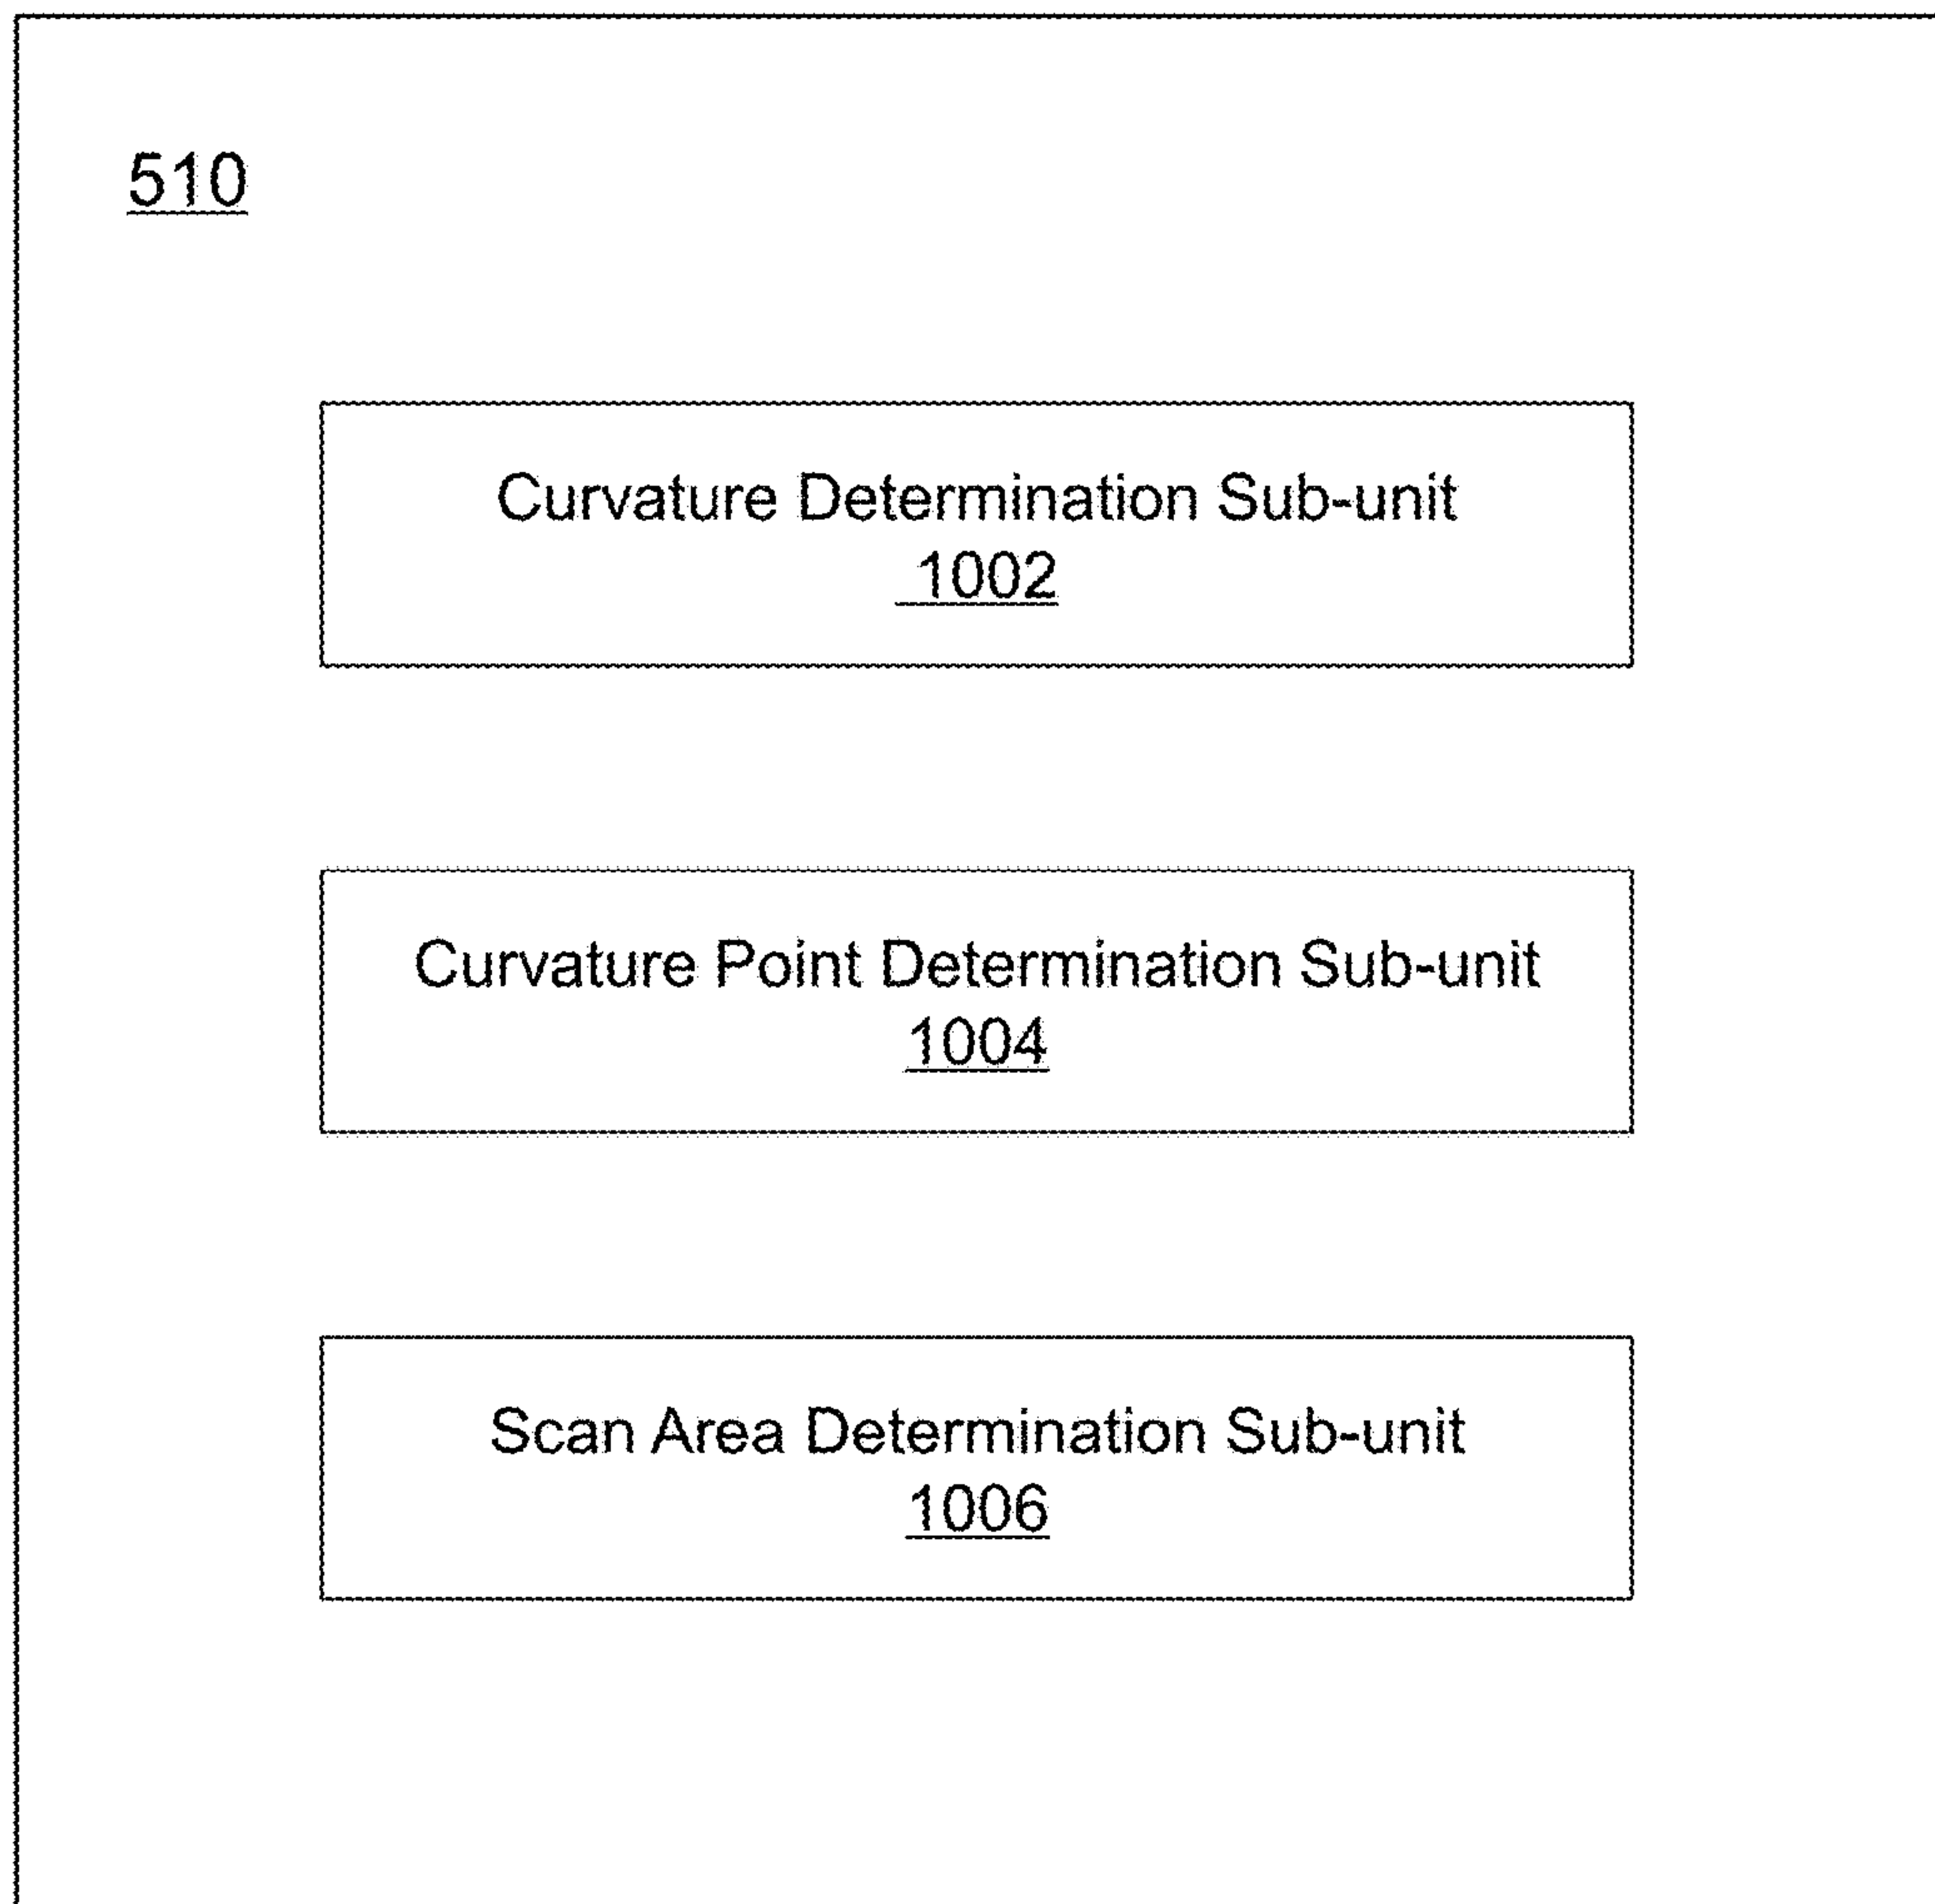 510
Curvature Determination Sub-unit
1002
Curvature Point Determination Sub-unit
1004
Scan Area Determination Sub-unit
1006